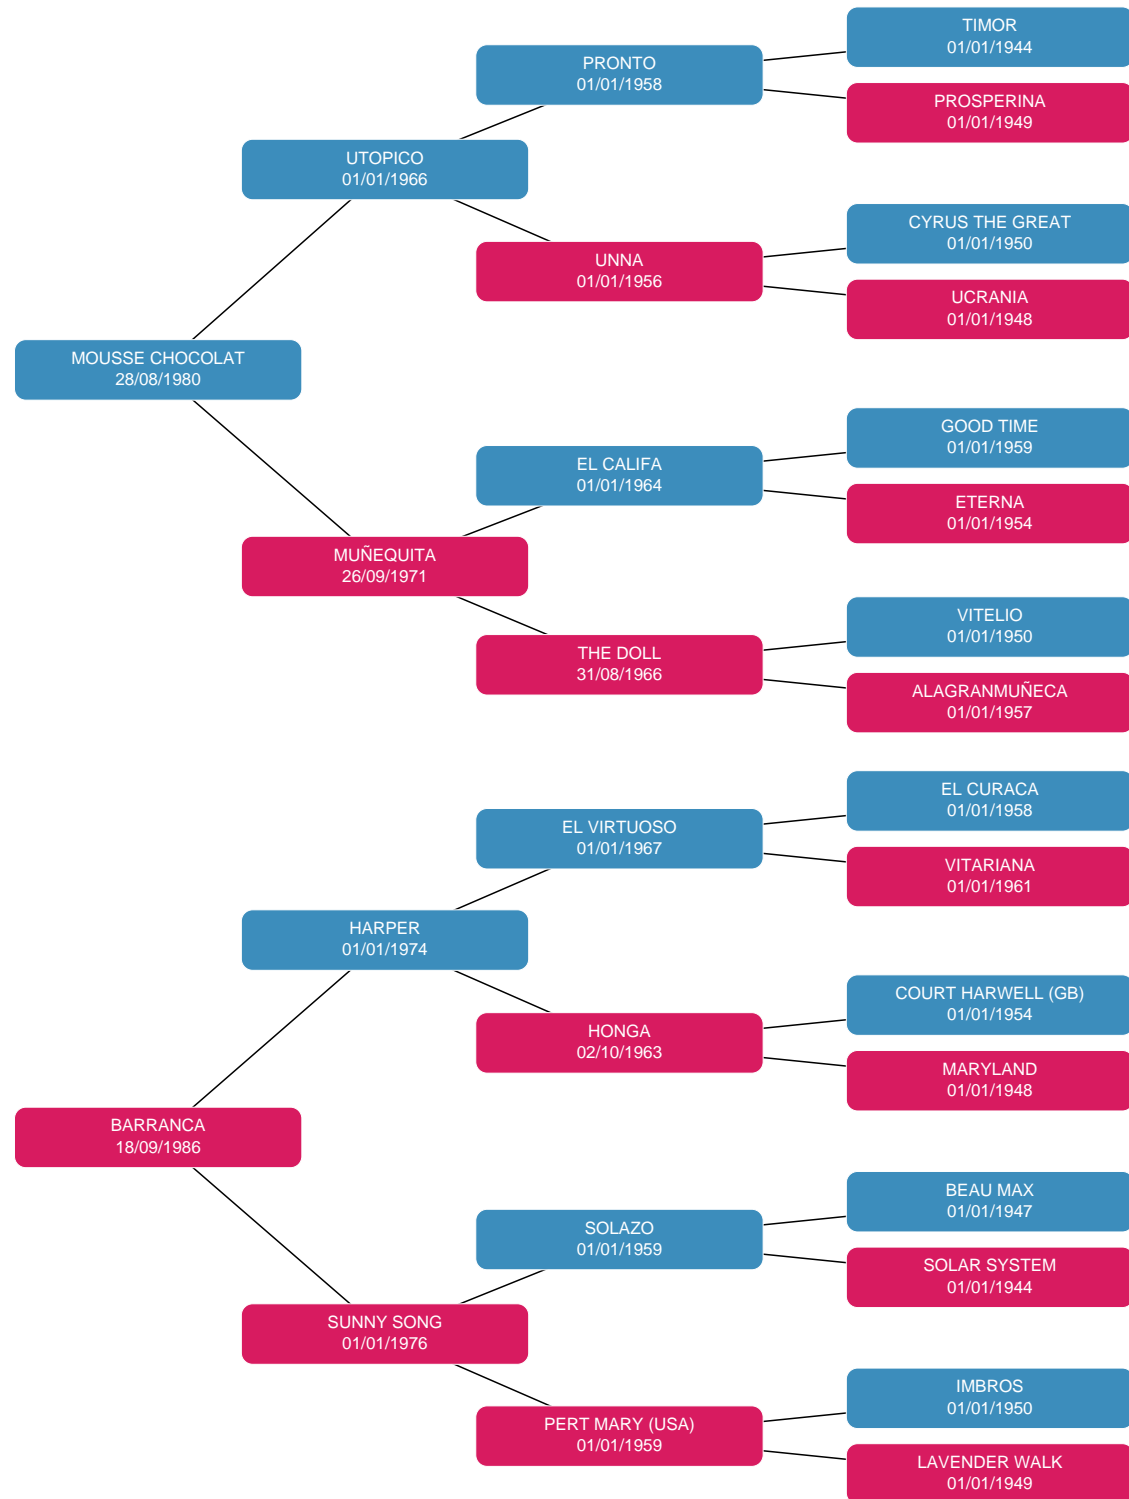 TIMOR
01/01/1944
PRONTO
01/01/1958
PROSPERINA
01/01/1949
UTOPICO
01/01/1966
CYRUS THE GREAT
01/01/1950
UNNA
01/01/1956
UCRANIA
01/01/1948
MOUSSE CHOCOLAT
28/08/1980
GOOD TIME
01/01/1959
EL CALIFA
01/01/1964
ETERNA
01/01/1954
MUÑEQUITA
26/09/1971
VITELIO
01/01/1950
THE DOLL
31/08/1966
ALAGRANMUÑECA
01/01/1957
EL CURACA
01/01/1958
EL VIRTUOSO
01/01/1967
VITARIANA
01/01/1961
HARPER
01/01/1974
COURT HARWELL (GB)
01/01/1954
HONGA
02/10/1963
MARYLAND
01/01/1948
BARRANCA
18/09/1986
BEAU MAX
01/01/1947
SOLAZO
01/01/1959
SOLAR SYSTEM
01/01/1944
SUNNY SONG
01/01/1976
IMBROS
01/01/1950
PERT MARY (USA)
01/01/1959
LAVENDER WALK
01/01/1949